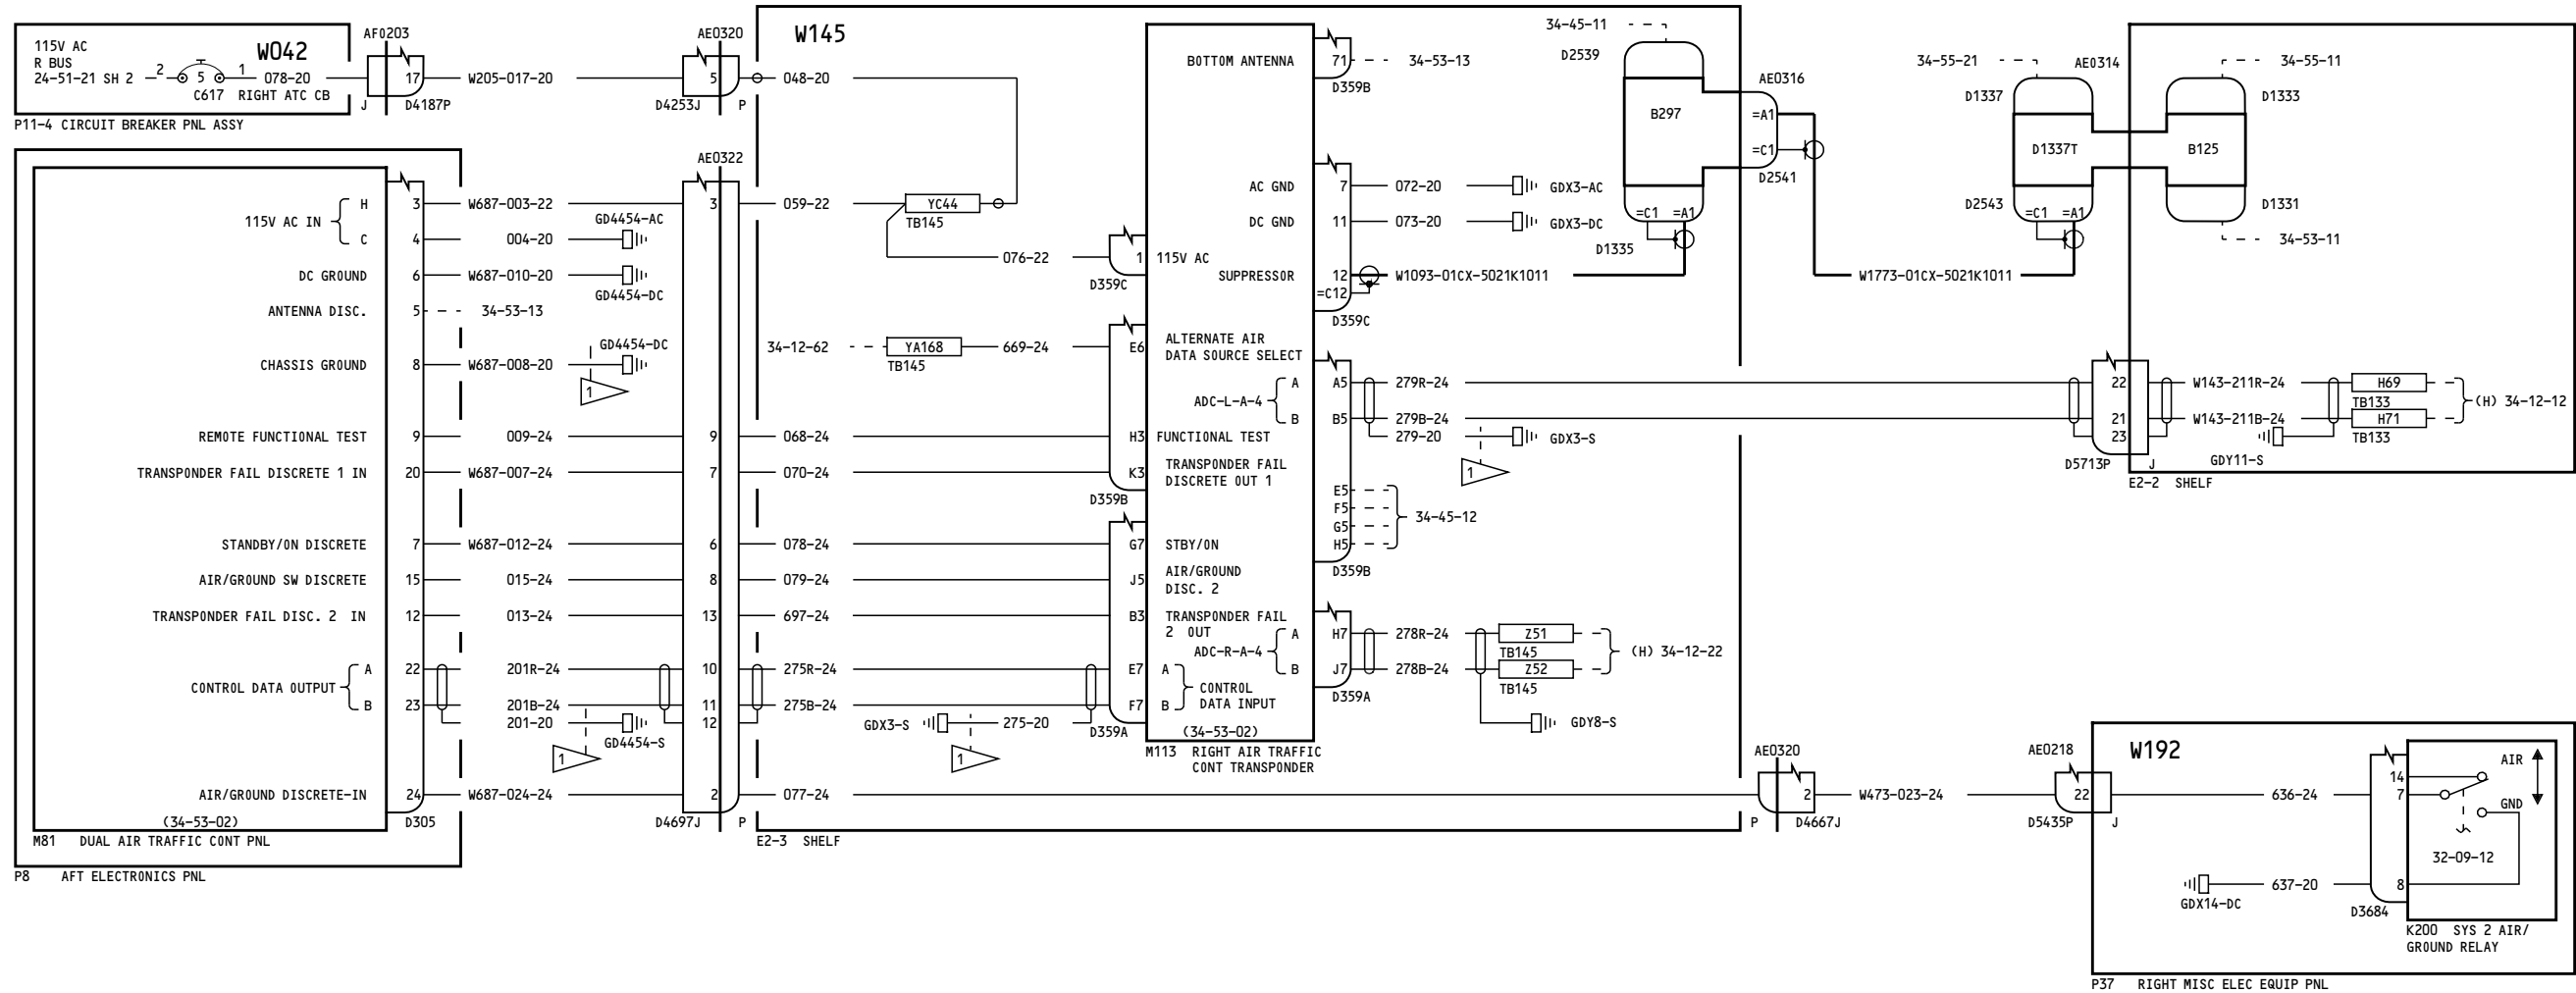 115V AC
R BUS
24-51-21 SH 2
W042
2
5
1
078-20
C617 RIGHT ATC CB
P11-4 CIRCUIT BREAKER PNL ASSY
AF0203
17
J
D4187P
W205-017-20
AE0320
5
D4253J
P
W145
048-20
AE0322
115V AC IN
H
3
W687-003-22
3
059-22
YC44
TB145
GD4454-AC
C
4
004-20
DC GROUND
6
W687-010-20
GD4454-DC
ANTENNA DISC.
5
34-53-13
GD4454-DC
CHASSIS GROUND
8
W687-008-20
1
REMOTE FUNCTIONAL TEST
9
009-24
9
068-24
TRANSPONDER FAIL DISCRETE 1 IN
20
W687-007-24
7
070-24
STANDBY/ON DISCRETE
7
W687-012-24
6
078-24
AIR/GROUND SW DISCRETE
15
015-24
8
079-24
TRANSPONDER FAIL DISC. 2 IN
12
013-24
13
697-24
CONTROL DATA OUTPUT
A
22
201R-24
10
275R-24
B
23
201B-24
11
275B-24
201-20
12
GD4454-S
1
AIR/GROUND DISCRETE-IN
24
W687-024-24
2
077-24
(34-53-02)
D305
D4697J
P
M81 DUAL AIR TRAFFIC CONT PNL
P8 AFT ELECTRONICS PNL
E2-3 SHELF
076-22
1
115V AC
D359C
34-12-62
YA168
TB145
669-24
E6
ALTERNATE AIR
DATA SOURCE SELECT
H3
FUNCTIONAL TEST
K3
TRANSPONDER FAIL
DISCRETE OUT 1
D359B
G7
STBY/ON
J5
AIR/GROUND
DISC. 2
B3
TRANSPONDER FAIL
2 OUT
E7
A
F7
B
CONTROL
DATA INPUT
GDX3-S
275-20
1
D359A
(34-53-02)
M113 RIGHT AIR TRAFFIC
CONT TRANSPONDER
BOTTOM ANTENNA
71
34-53-13
D359B
AC GND
7
072-20
GDX3-AC
DC GND
11
073-20
GDX3-DC
SUPPRESSOR
12
W1093-01CX-5021K1011
=C12
D359C
ADC-L-A-4
A
A5
279R-24
B
B5
279B-24
279-20
GDX3-S
1
E5
F5
G5
H5
34-45-12
D359B
ADC-R-A-4
A
H7
278R-24
Z51
TB145
B
J7
278B-24
Z52
TB145
(H) 34-12-22
D359A
GDY8-S
34-45-11
D2539
B297
AE0316
=A1
=C1
D2541
=C1 =A1
D1335
34-55-21
AE0314
D1337
D1337T
D2543
=C1 =A1
W1773-01CX-5021K1011
34-55-11
D1333
B125
D1331
34-53-11
22
W143-211R-24
H69
TB133
21
W143-211B-24
H71
TB133
23
(H) 34-12-12
D5713P
J
GDY11-S
E2-2 SHELF
AE0320
2
P
D4667J
W473-023-24
AE0218
22
D5435P
J
W192
14
7
636-24
AIR
GND
32-09-12
637-20
8
GDX14-DC
D3684
K200 SYS 2 AIR/
GROUND RELAY
P37 RIGHT MISC ELEC EQUIP PNL